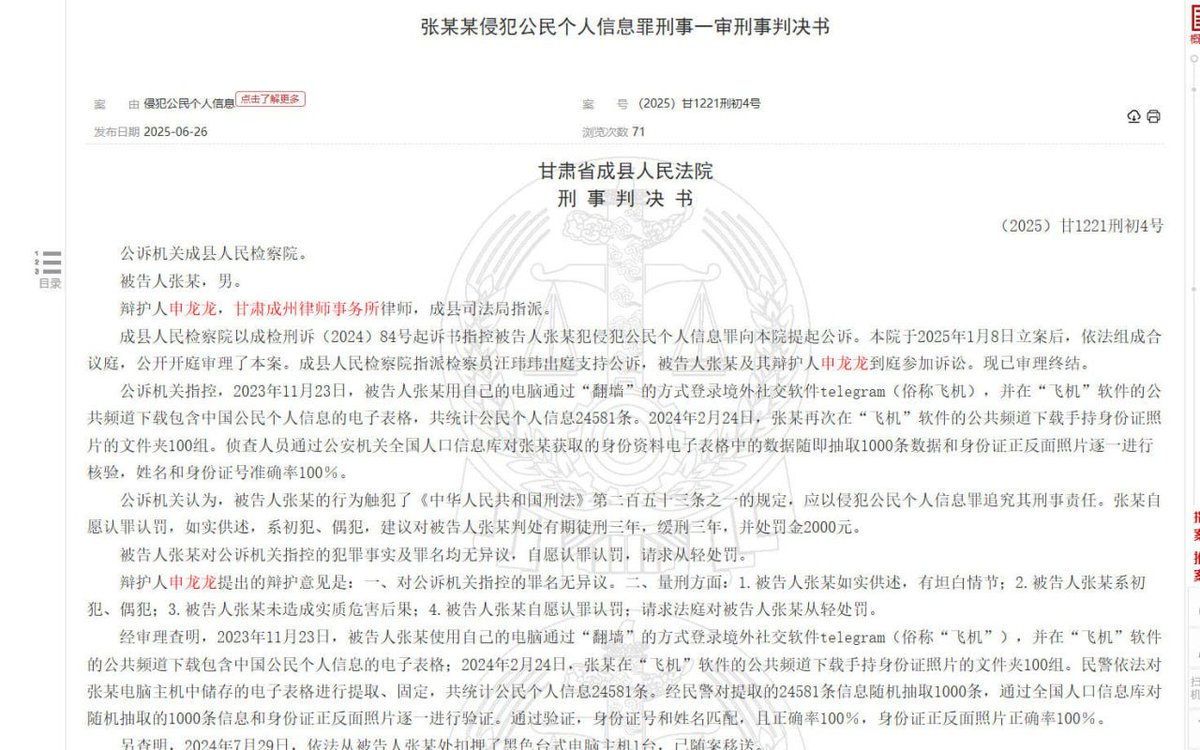 张某某侵犯公民个人信息罪刑事一审刑事判决书
概
案 由 侵犯公民个人信息 点击了解更多
案 号 （2025）甘1221刑初4号
发布日期 2025-06-26
浏览次数 71
甘肃省成县人民法院
刑 事 判 决 书
（2025）甘1221刑初4号
1
2
3
目录
公诉机关成县人民检察院。
被告人张某，男。
辩护人申龙龙，甘肃成州律师事务所律师，成县司法局指派。
成县人民检察院以成检刑诉（2024）84号起诉书指控被告人张某犯侵犯公民个人信息罪向本院提起公诉。本院于2025年1月8日立案后，依法组成合
议庭，公开开庭审理了本案。成县人民检察院指派检察员汪玮玮出庭支持公诉，被告人张某及其辩护人申龙龙到庭参加诉讼。现已审理终结。
公诉机关指控，2023年11月23日，被告人张某用自己的电脑通过“翻墙”的方式登录境外社交软件telegram（俗称飞机），并在“飞机”软件的公
共频道下载包含中国公民个人信息的电子表格，共统计公民个人信息24581条。2024年2月24日，张某再次在“飞机”软件的公共频道下载手持身份证照
片的文件夹100组。侦查人员通过公安机关全国人口信息库对张某获取的身份资料电子表格中的数据随即抽取1000条数据和身份证正反面照片逐一进行
核验，姓名和身份证号准确率100%。
公诉机关认为，被告人张某的行为触犯了《中华人民共和国刑法》第二百五十三条之一的规定，应以侵犯公民个人信息罪追究其刑事责任。张某自
愿认罪认罚，如实供述，系初犯、偶犯，建议对被告人张某判处有期徒刑三年，缓刑三年，并处罚金2000元。
被告人张某对公诉机关指控的犯罪事实及罪名均无异议，自愿认罪认罚，请求从轻处罚。
辩护人申龙龙提出的辩护意见是：一、对公诉机关指控的罪名无异议。二、量刑方面：1.被告人张某如实供述，有坦白情节；2.被告人张某系初
犯、偶犯；3.被告人张某未造成实质危害后果；4.被告人张某自愿认罪认罚；请求法庭对被告人张某从轻处罚。
经审理查明，2023年11月23日，被告人张某使用自己的电脑通过“翻墙”的方式登录境外社交软件telegram（俗称“飞机”），并在“飞机”软件
的公共频道下载包含中国公民个人信息的电子表格；2024年2月24日，张某在“飞机”软件的公共频道下载手持身份证照片的文件夹100组。民警依法对
张某电脑主机中储存的电子表格进行提取、固定，共统计公民个人信息24581条。经民警对提取的24581条信息随机抽取1000条，通过全国人口信息库对
随机抽取的1000条信息和身份证正反面照片逐一进行验证。通过验证，身份证号和姓名匹配，且正确率100%，身份证正反面照片正确率100%。
另查明，2024年7月29日，依法从被告人张某处扣押了黑色台式电脑主机1台，已随案移送。